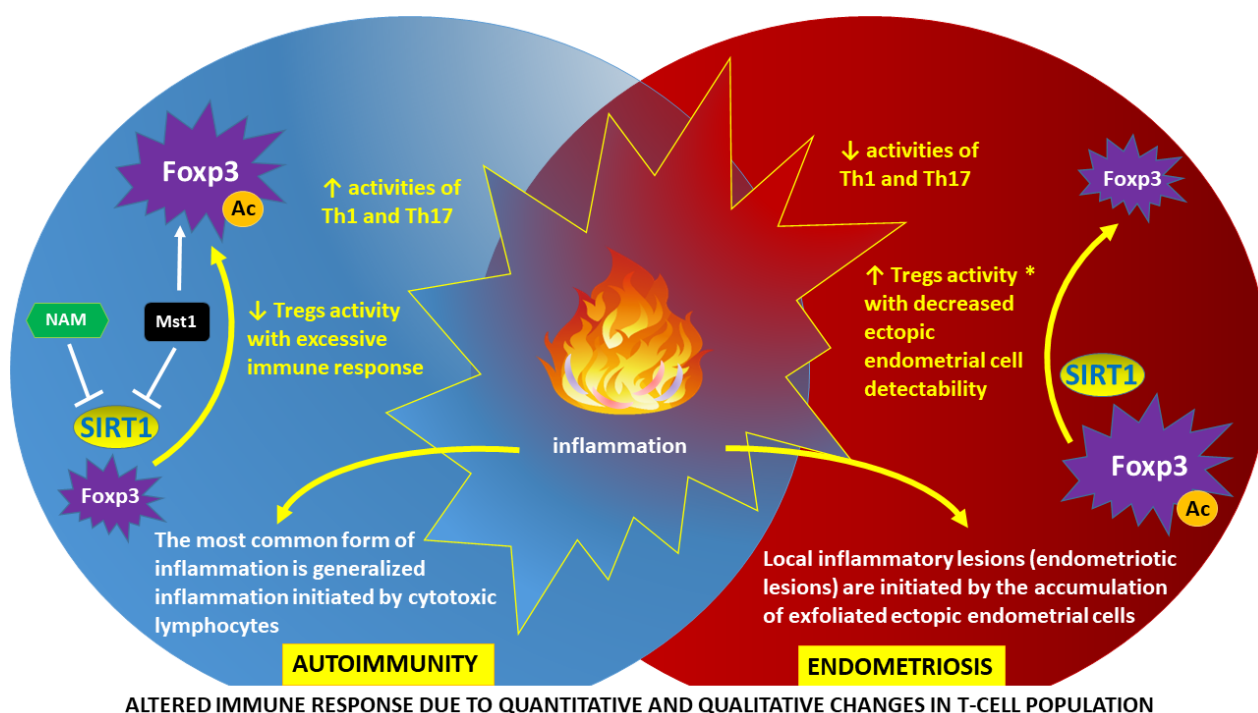 Foxp3
Ac
↑ activities of
Th1 and Th17
NAM
Mst1
↓ Tregs activity
with excessive
immune response
SIRT1
Foxp3
The most common form of
inflammation is generalized
inflammation initiated by cytotoxic
lymphocytes
AUTOIMMUNITY
inflammation
↓ activities of
Th1 and Th17
Foxp3
↑ Tregs activity *
with decreased
ectopic
endometrial cell
detectability
SIRT1
Foxp3
Ac
Local inflammatory lesions (endometriotic
lesions) are initiated by the accumulation
of exfoliated ectopic endometrial cells
ENDOMETRIOSIS
ALTERED IMMUNE RESPONSE DUE TO QUANTITATIVE AND QUALITATIVE CHANGES IN T-CELL POPULATION